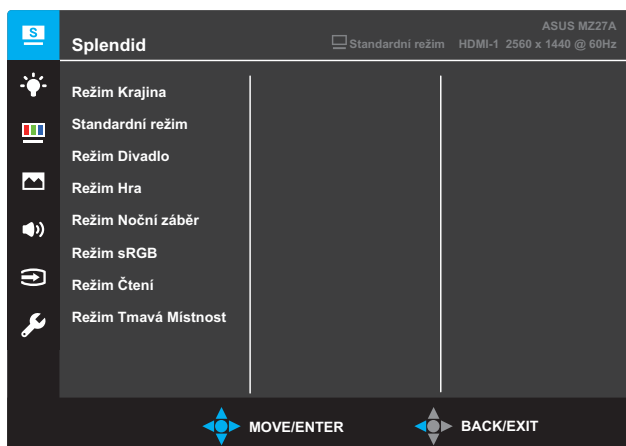 S
ASUS MZ27A
Splendid
Standardní režim HDMI-1 2560 x 1440 @ 60Hz
Režim Krajina
Standardní režim
Režim Divadlo
Režim Hra
Režim Noční záběr
Režim sRGB
Režim Čtení
Režim Tmavá Místnost
MOVE/ENTER
BACK/EXIT